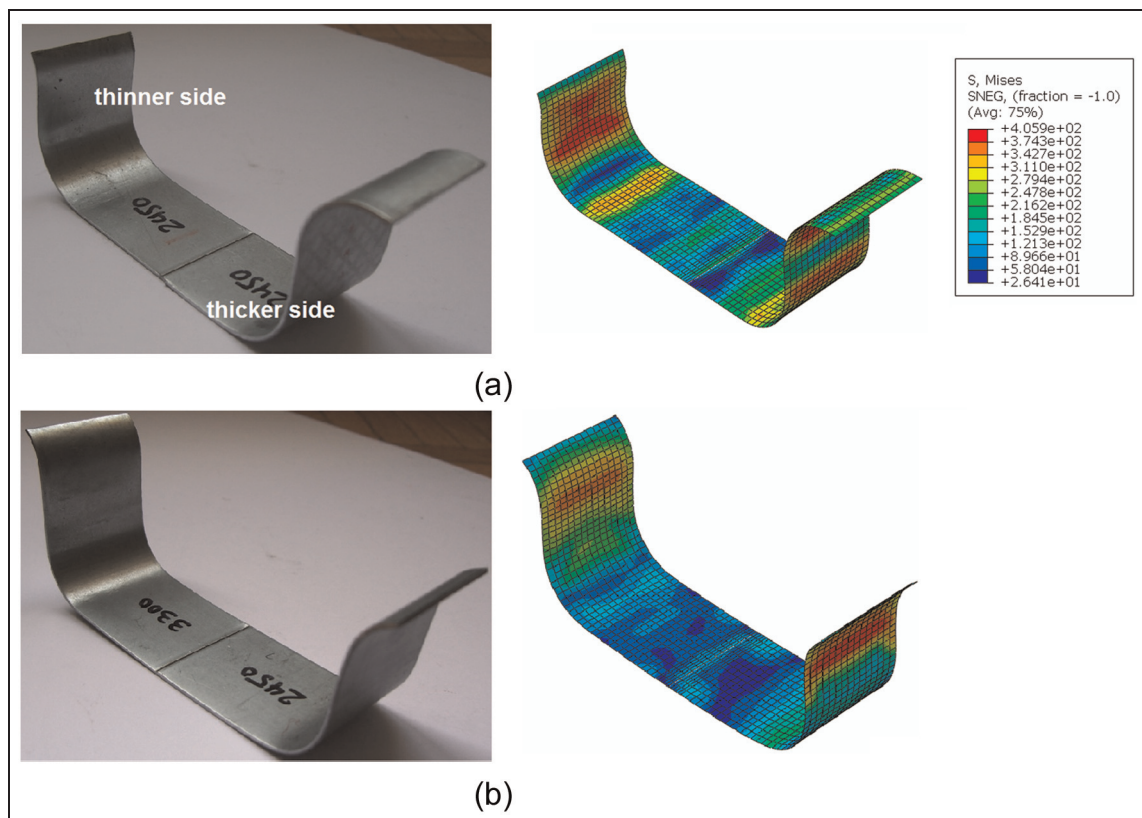 thinner side
2450
2450
thicker side
S, Mises
SNEG, (fraction = -1.0)
(Avg: 75%)
+4.059e+02
+3.743e+02
+3.427e+02
+3.110e+02
+2.794e+02
+2.478e+02
+2.162e+02
+1.845e+02
+1.529e+02
+1.213e+02
+8.966e+01
+5.804e+01
+2.641e+01
(a)
3300
2450
(b)